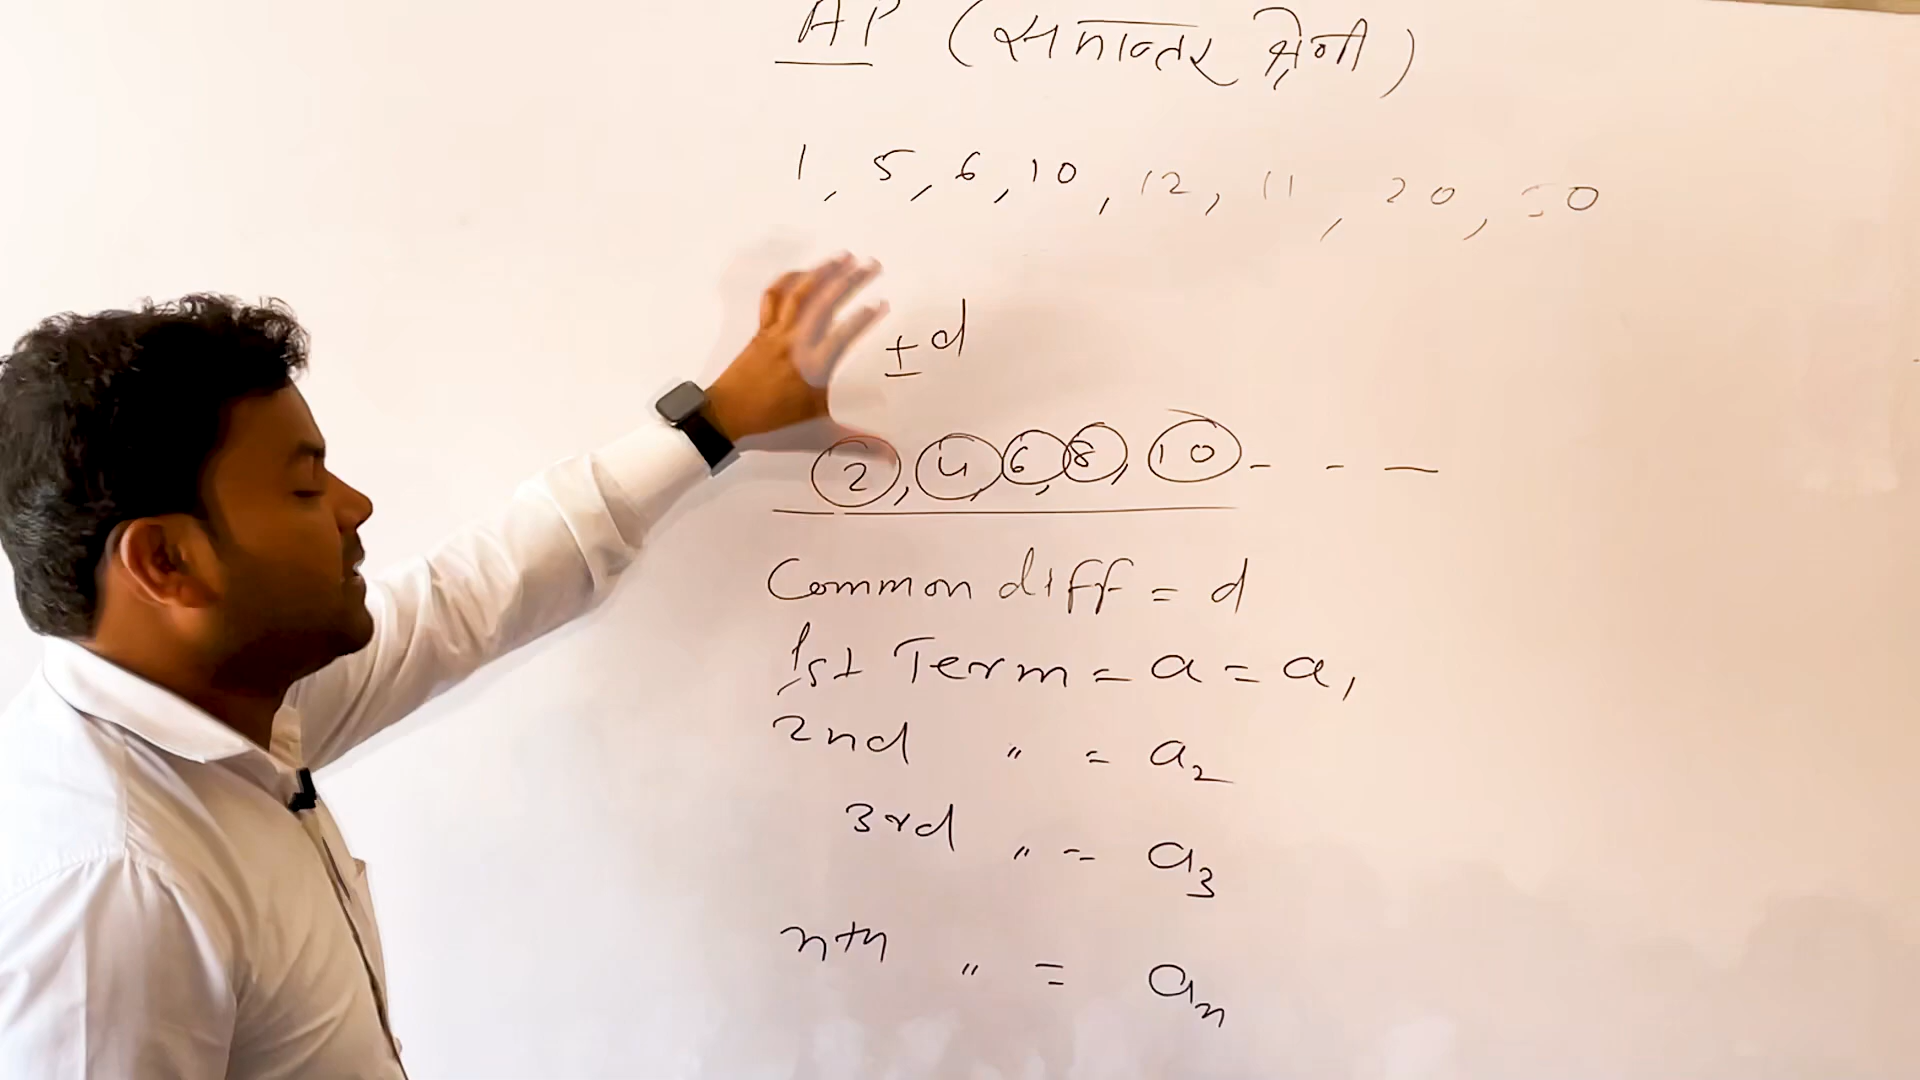 AP (समान्तर श्रेणी)
1, 5, 6, 10, 12, 11, 20, 30
±d
2, 4, 6, 8, 10 - - -
Common diff = d
1st Term = a = a₁
2nd " = a₂
3rd " = a₃
nth " = aₙ